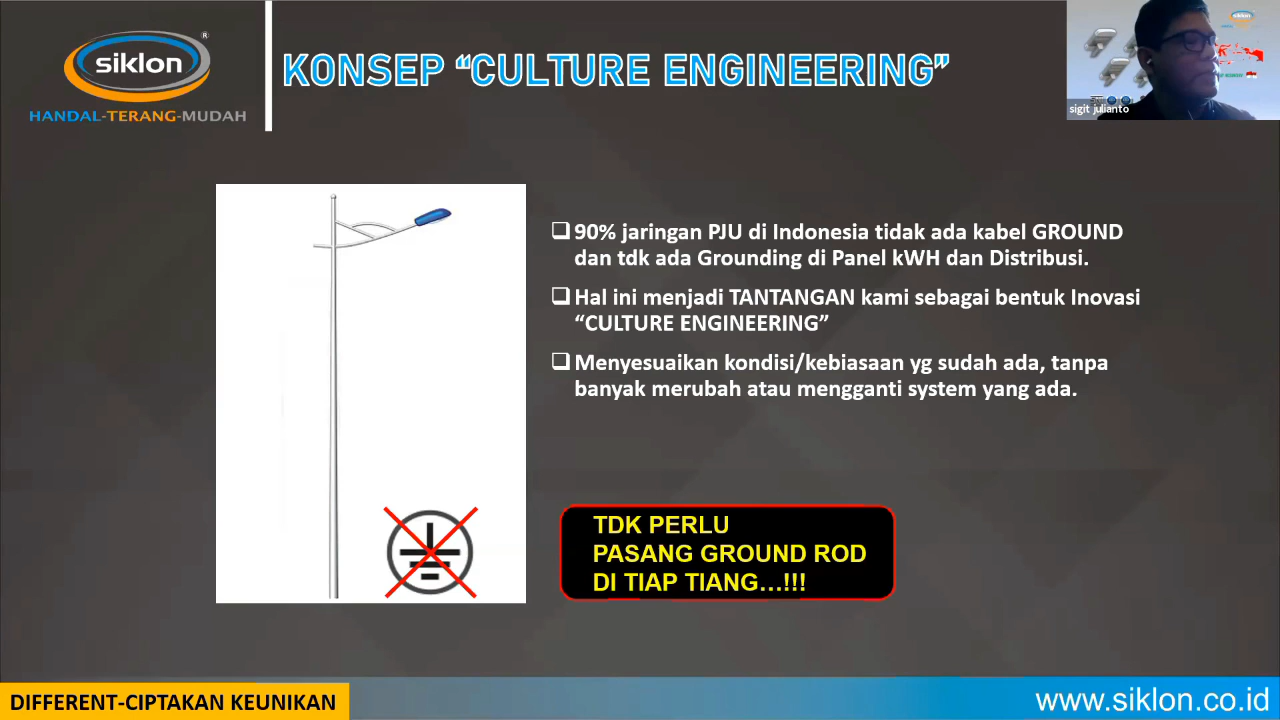 siklon®
HANDAL-TERANG-MUDAH
KONSEP “CULTURE ENGINEERING”
sigit julianto
❑ 90% jaringan PJU di Indonesia tidak ada kabel GROUND
dan tdk ada Grounding di Panel kWH dan Distribusi.
❑ Hal ini menjadi TANTANGAN kami sebagai bentuk Inovasi
“CULTURE ENGINEERING”
❑ Menyesuaikan kondisi/kebiasaan yg sudah ada, tanpa
banyak merubah atau mengganti system yang ada.
TDK PERLU
PASANG GROUND ROD
DI TIAP TIANG...!!!
DIFFERENT-CIPTAKAN KEUNIKAN
www.siklon.co.id